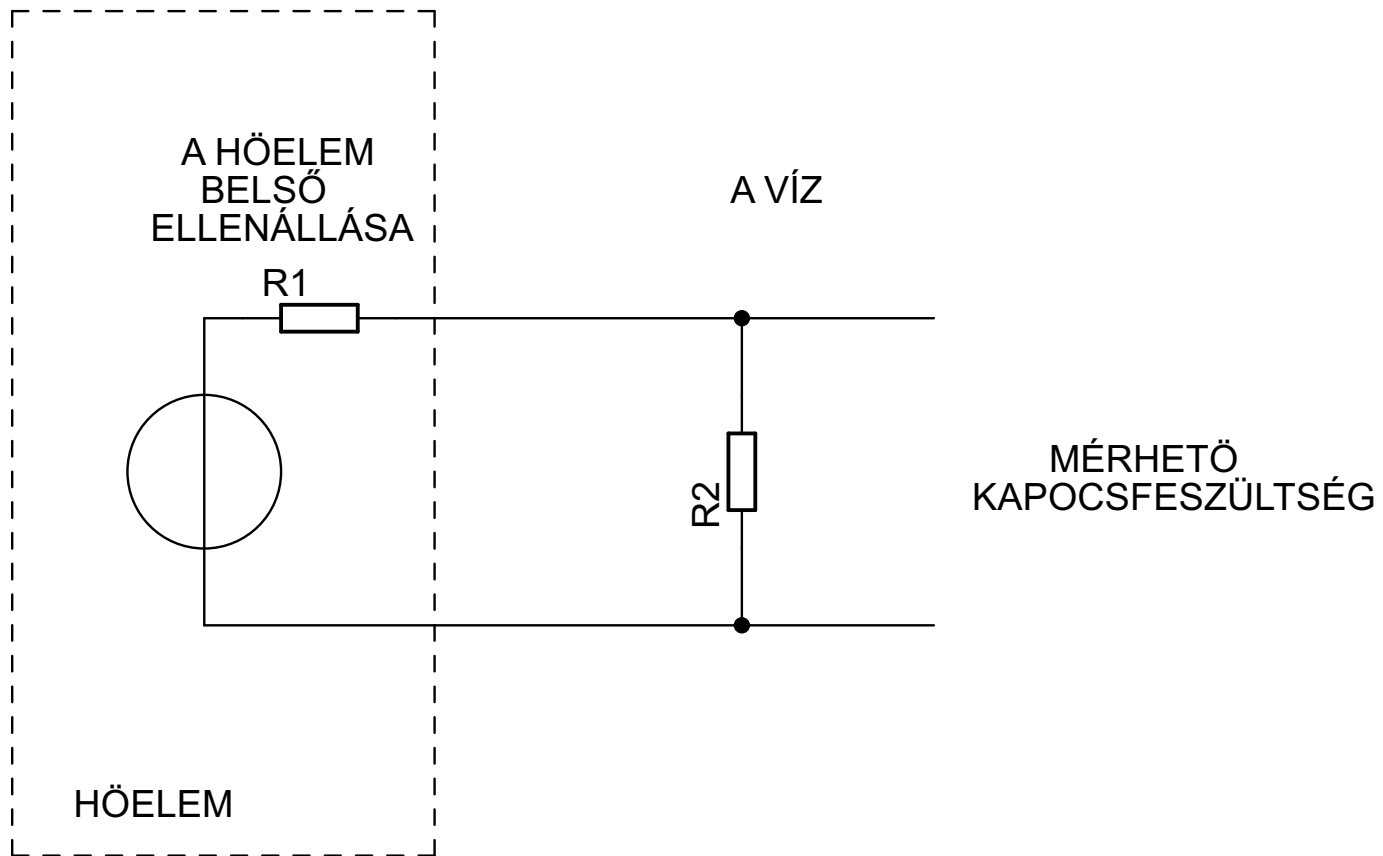 A HÖELEM
BELSŐ
ELLENÁLLÁSA
R1
A VÍZ
R2
MÉRHETÖ
KAPOCSFESZÜLTSÉG
HÖELEM